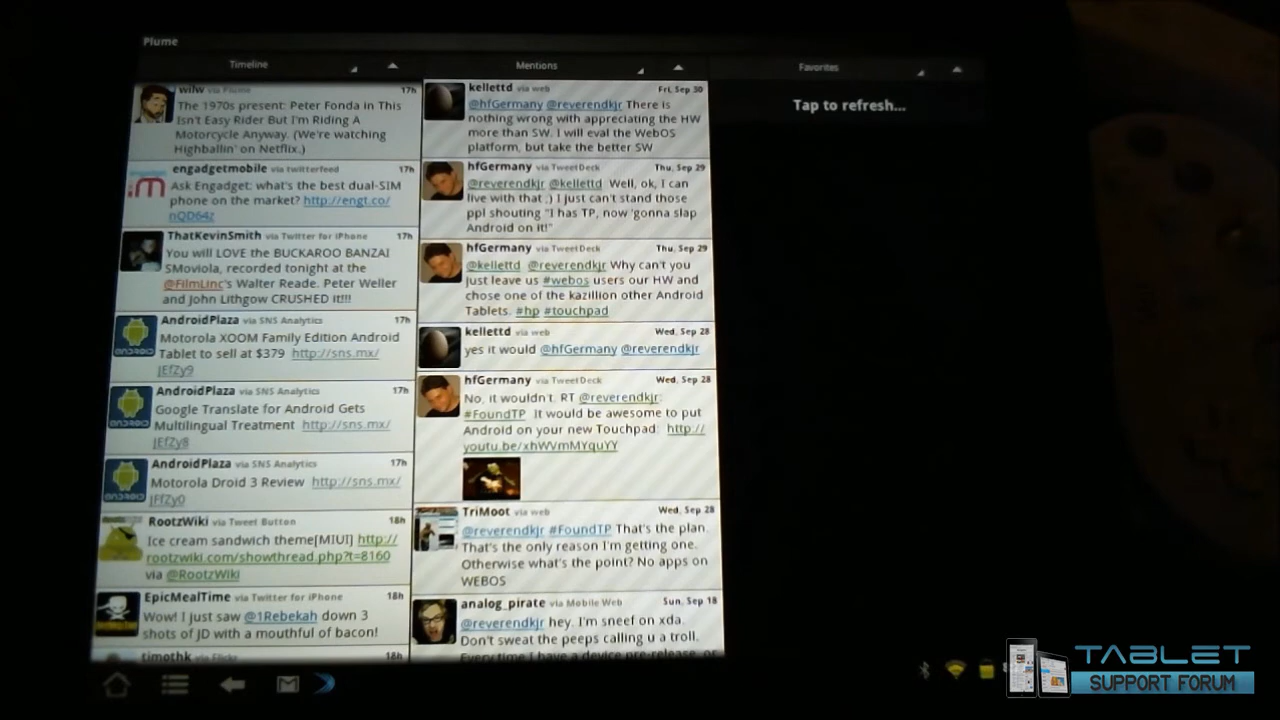 Plume
Timeline
wilw via Plume 17h
The 1970s present: Peter Fonda in This
Isn't Easy Rider But I'm Riding A
Motorcycle Anyway. (We're watching
Highballin' on Netflix.)
engadgetmobile via twitterfeed 17h
Ask Engadget: what's the best dual-SIM
phone on the market? http://engt.co/
nQD64z
ThatKevinSmith via Twitter for iPhone 17h
You will LOVE the BUCKAROO BANZAI
SMoviola, recorded tonight at the
@FilmLinc's Walter Reade. Peter Weller
and John Lithgow CRUSHED it!!!
AndroidPlaza via SNS Analytics 17h
Motorola XOOM Family Edition Android
Tablet to sell at $379 http://sns.mx/
JEfZy9
AndroidPlaza via SNS Analytics 17h
Google Translate for Android Gets
Multilingual Treatment http://sns.mx/
JEfZy8
AndroidPlaza via SNS Analytics 17h
Motorola Droid 3 Review http://sns.mx/
JFfZy0
RootzWiki via Tweet Button 18h
Ice cream sandwich theme[MIUI] http://
rootzwiki.com/showthread.php?t=8160
via @RootzWiki
EpicMealTime via Twitter for iPhone 18h
Wow! I just saw @1Rebekah down 3
shots of JD with a mouthful of bacon!
timothk via Flickr 18h
Mentions
kellettd via web Fri, Sep 30
@hfGermany @reverendkjr There is
nothing wrong with appreciating the HW
more than SW. I will eval the WebOS
platform, but take the better SW
hfGermany via TweetDeck Thu, Sep 29
@reverendkjr @kellettd Well, ok, I can
live with that ;) I just can't stand those
ppl shouting "I has TP, now 'gonna slap
Android on it!"
hfGermany via TweetDeck Thu, Sep 29
@kellettd @reverendkjr Why can't you
just leave us #webos users our HW and
chose one of the kazillion other Android
Tablets. #hp #touchpad
kellettd via web Wed, Sep 28
yes it would @hfGermany @reverendkjr
hfGermany via TweetDeck Wed, Sep 28
No, it wouldn't. RT @reverendkjr:
#FoundTP It would be awesome to put
Android on your new Touchpad: http://
youtu.be/xhWVmMYquYY
TriMoot via web Wed, Sep 28
@reverendkjr #FoundTP That's the plan.
That's the only reason I'm getting one.
Otherwise what's the point? No apps on
WEBOS
analog_pirate via Mobile Web Sun, Sep 18
@reverendkjr hey. I'm sneef on xda.
Don't sweat the peeps calling u a troll.
Everytime I have a device pre-release, or
Favorites
Tap to refresh...
TABLET
SUPPORT FORUM